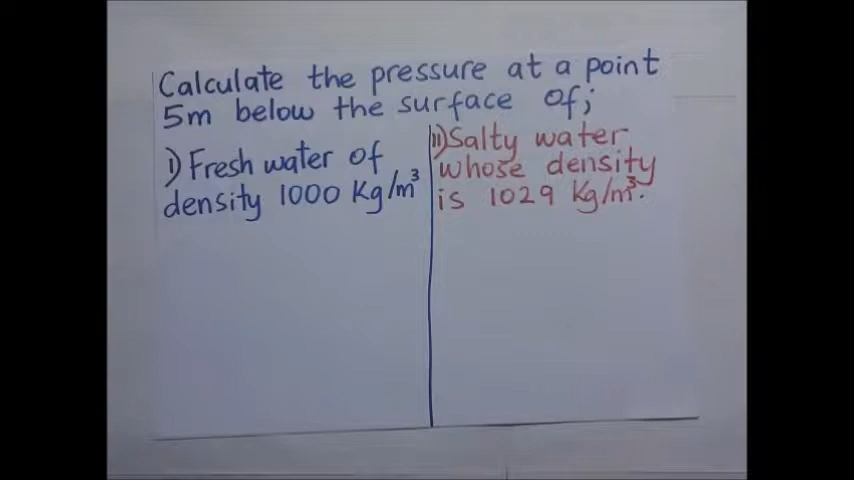 Calculate the pressure at a point
5m below the surface of;
i) Fresh water of
density 1000 Kg/m³
ii) Salty water
whose density
is 1029 Kg/m³.